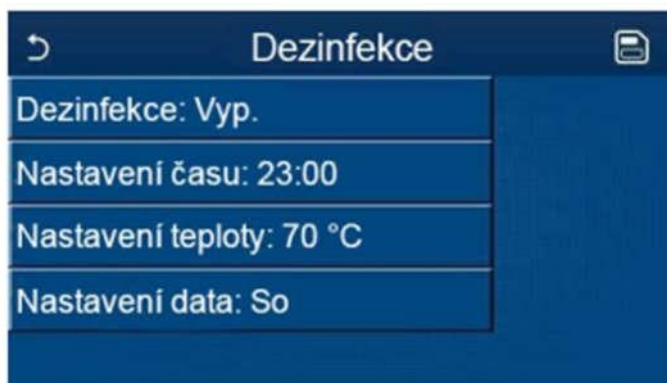 Dezinfekce
Dezinfekce: Vyp.
Nastavení času: 23:00
Nastavení teploty: 70 °C
Nastavení data: So